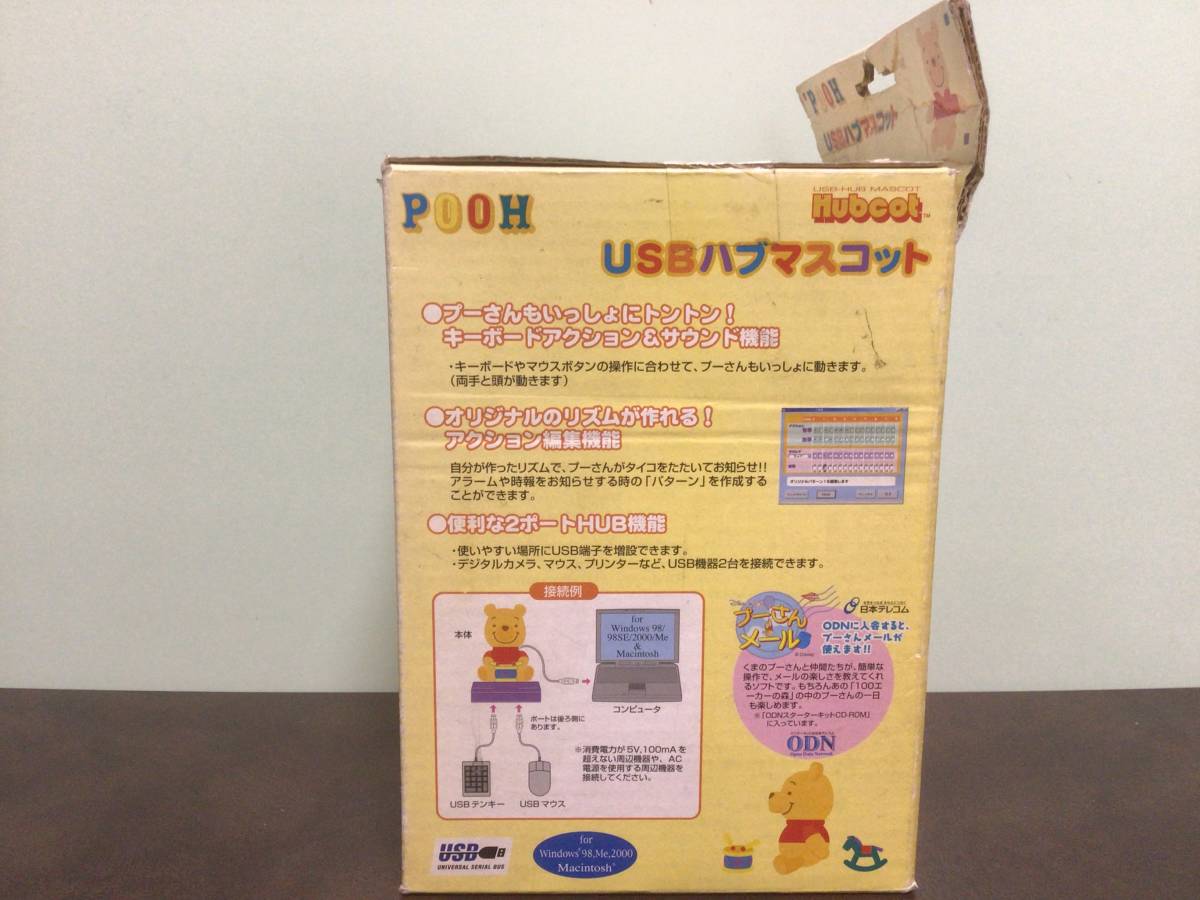 POOH
USBハブマスコット
POOH
USB-HUB MASCOT
Hubcot™
USBハブマスコット
●プーさんもいっしょにトントン!
キーボードアクション&サウンド機能
・キーボードやマウスボタンの操作に合わせて、プーさんもいっしょに動きます。
(両手と頭が動きます)
●オリジナルのリズムが作れる!
アクション編集機能
自分が作ったリズムで、プーさんがタイコをたたいてお知らせ!!
アラームや時報をお知らせする時の「パターン」を作成する
ことができます。
●便利な2ポートHUB機能
・使いやすい場所にUSB端子を増設できます。
・デジタルカメラ、マウス、プリンターなど、USB機器2台を接続できます。
接続例
本体
for
Windows 98/
98SE/2000/Me
&
Macintosh
コンピュータ
ポートは後ろ側に
あります。
※消費電力が5V,100mAを
超えない周辺機器や、AC
電源を使用する周辺機器を
接続してください。
USBテンキー
USBマウス
プーさん
メール
© Disney
日本テレコム
ODNに入会すると、
プーさんメールが
使えます!!
くまのプーさんと仲間たちが、簡単な
操作で、メールの楽しさを教えてくれ
るソフトです。もちろんあの「100エ
ーカーの森」の中のプーさんの一日
も楽しめます。
※「ODNスターターキットCD-ROM」
に入っています。
ODN
Open Data Network
USB
UNIVERSAL SERIAL BUS
for
Windows®98,Me,2000
Macintosh®